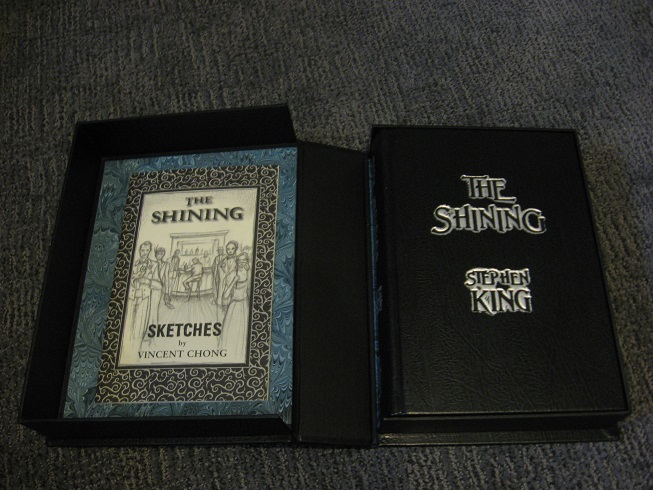 THE
SHINING
SKETCHES
by
VINCENT CHONG
THE
SHINING
STEPHEN
KING